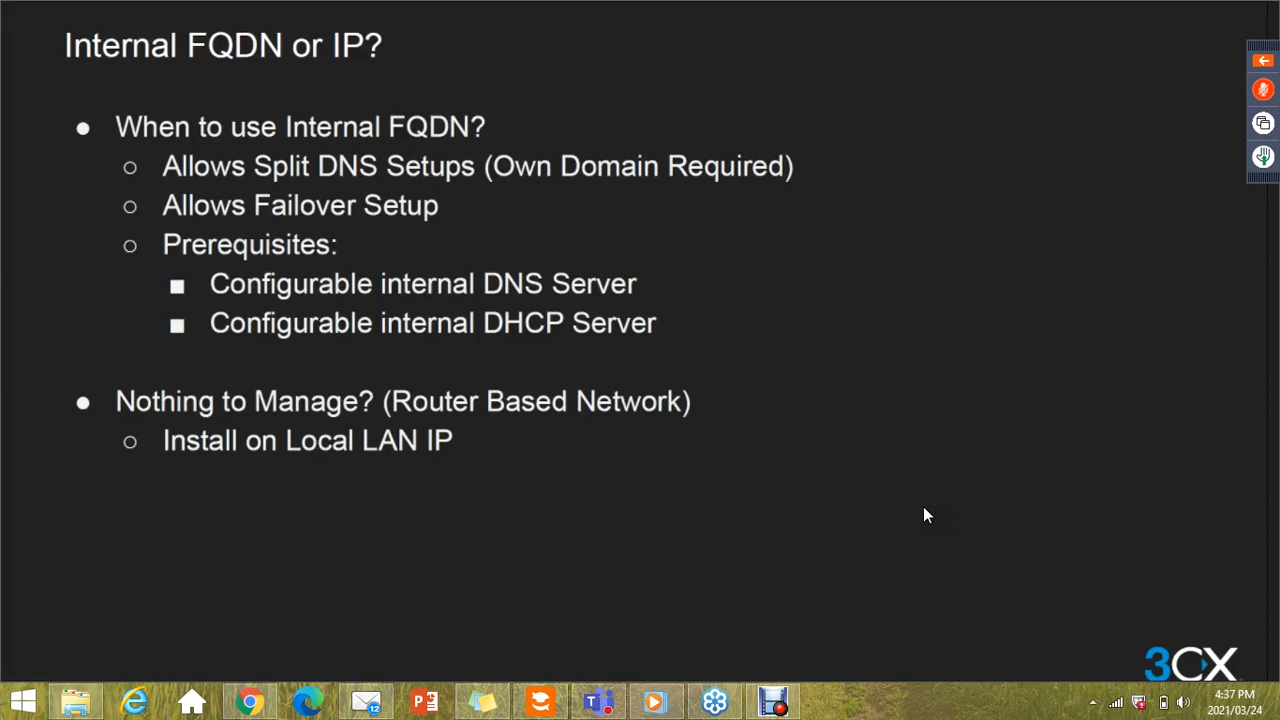 Internal FQDN or IP?
When to use Internal FQDN?
Allows Split DNS Setups (Own Domain Required)
Allows Failover Setup
Prerequisites:
Configurable internal DNS Server
Configurable internal DHCP Server
Nothing to Manage? (Router Based Network)
Install on Local LAN IP
3CX
12
4:37 PM
2021/03/24